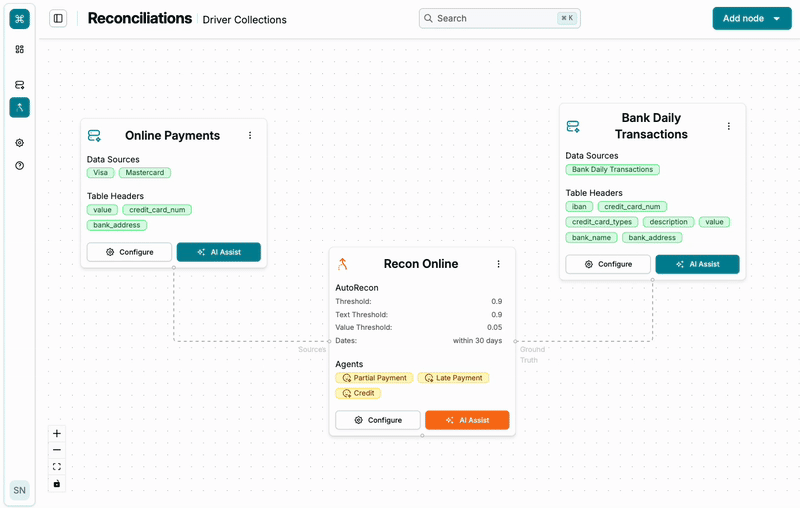 Reconciliations
Driver Collections
Search
⌘ K
Add node
Online Payments
Data Sources
Visa
Mastercard
Table Headers
value
credit_card_num
bank_address
Configure
AI Assist
Bank Daily
Transactions
Data Sources
Bank Daily Transactions
Table Headers
iban
credit_card_num
credit_card_types
description
value
bank_name
bank_address
Configure
AI Assist
Recon Online
AutoRecon
Threshold: 0.9
Text Threshold: 0.9
Value Threshold: 0.05
Dates: within 30 days
Agents
Partial Payment
Late Payment
Credit
Configure
AI Assist
Sources
Ground
Truth
SN